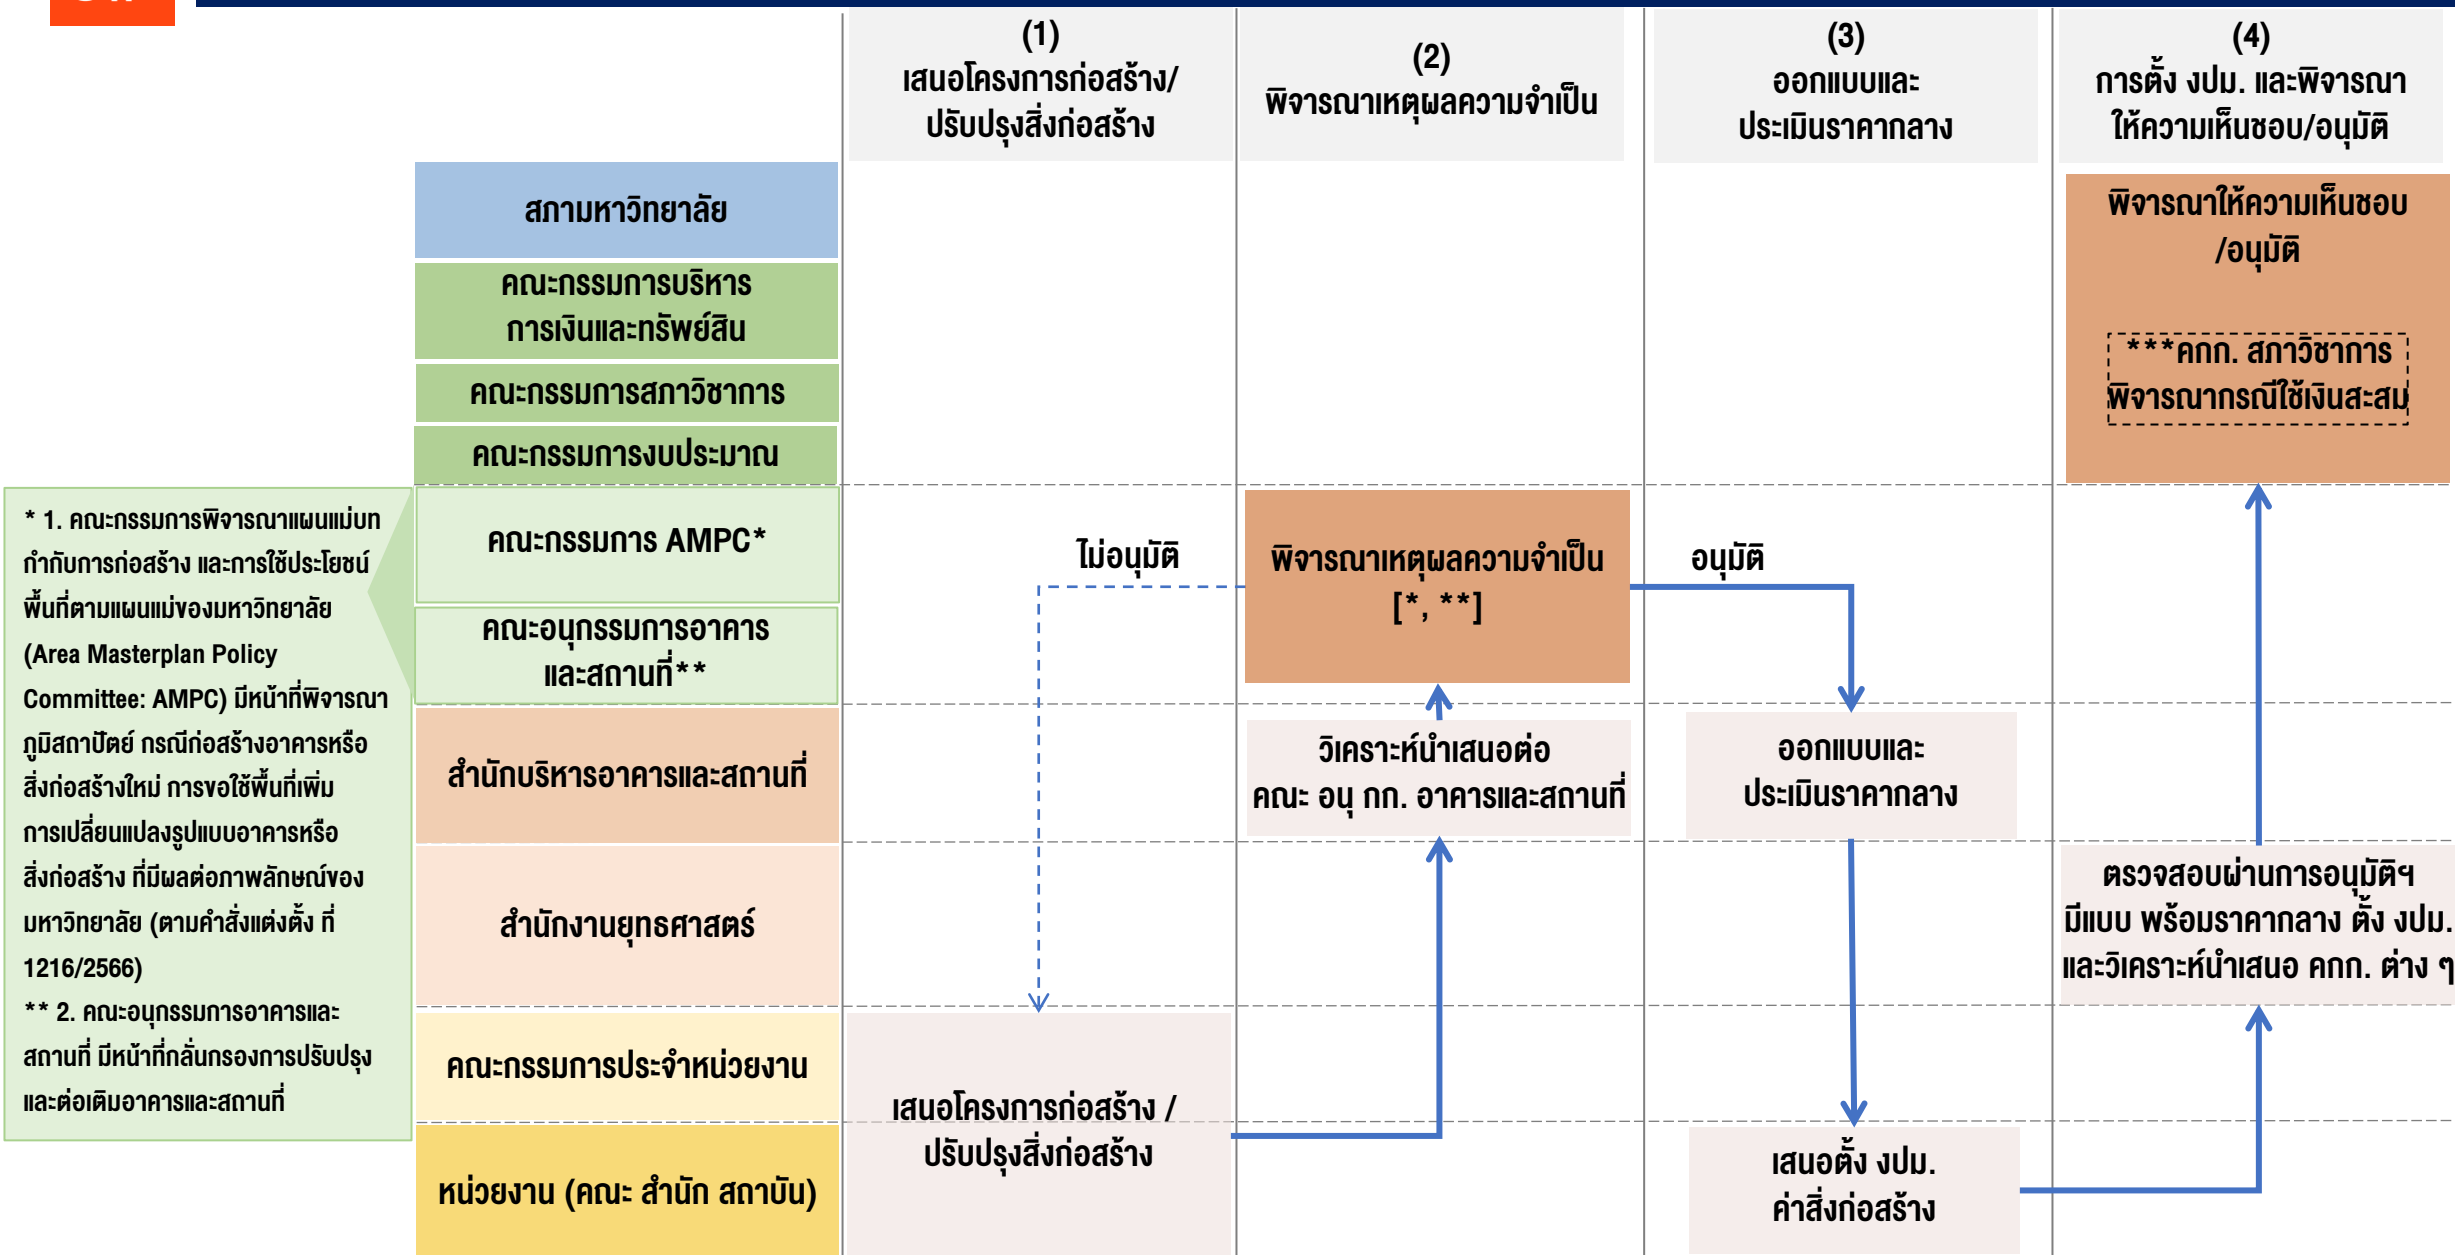 (1)
เสนอโครงการก่อสร้าง/
ปรับปรุงสิ่งก่อสร้าง
(2)
พิจารณาเหตุผลความจำเป็น
(3)
ออกแบบและ
ประเมินราคากลาง
(4)
การตั้ง งปม. และพิจารณา
ให้ความเห็นชอบ/อนุมัติ
สภามหาวิทยาลัย
คณะกรรมการบริหาร
การเงินและทรัพย์สิน
คณะกรรมการสภาวิชาการ
คณะกรรมการงบประมาณ
พิจารณาให้ความเห็นชอบ
/อนุมัติ
***คกก. สภาวิชาการ
พิจารณากรณีใช้เงินสะสม
* 1. คณะกรรมการพิจารณาแผนแม่บท
กำกับการก่อสร้าง และการใช้ประโยชน์
พื้นที่ตามแผนแม่ของมหาวิทยาลัย
(Area Masterplan Policy
Committee: AMPC) มีหน้าที่พิจารณา
ภูมิสถาปัตย์ กรณีก่อสร้างอาคารหรือ
สิ่งก่อสร้างใหม่ การขอใช้พื้นที่เพิ่ม
การเปลี่ยนแปลงรูปแบบอาคารหรือ
สิ่งก่อสร้าง ที่มีผลต่อภาพลักษณ์ของ
มหาวิทยาลัย (ตามคำสั่งแต่งตั้ง ที่
1216/2566)
** 2. คณะอนุกรรมการอาคารและ
สถานที่ มีหน้าที่กลั่นกรองการปรับปรุง
และต่อเติมอาคารและสถานที่
คณะกรรมการ AMPC*
คณะอนุกรรมการอาคาร
และสถานที่**
ไม่อนุมัติ
พิจารณาเหตุผลความจำเป็น
[*, **]
อนุมัติ
สำนักบริหารอาคารและสถานที่
วิเคราะห์นำเสนอต่อ
คณะ อนุ กก. อาคารและสถานที่
ออกแบบและ
ประเมินราคากลาง
สำนักงานยุทธศาสตร์
ตรวจสอบผ่านการอนุมัติฯ
มีแบบ พร้อมราคากลาง ตั้ง งปม.
และวิเคราะห์นำเสนอ คกก. ต่าง ๆ
คณะกรรมการประจำหน่วยงาน
เสนอโครงการก่อสร้าง /
ปรับปรุงสิ่งก่อสร้าง
หน่วยงาน (คณะ สำนัก สถาบัน)
เสนอตั้ง งปม.
ค่าสิ่งก่อสร้าง